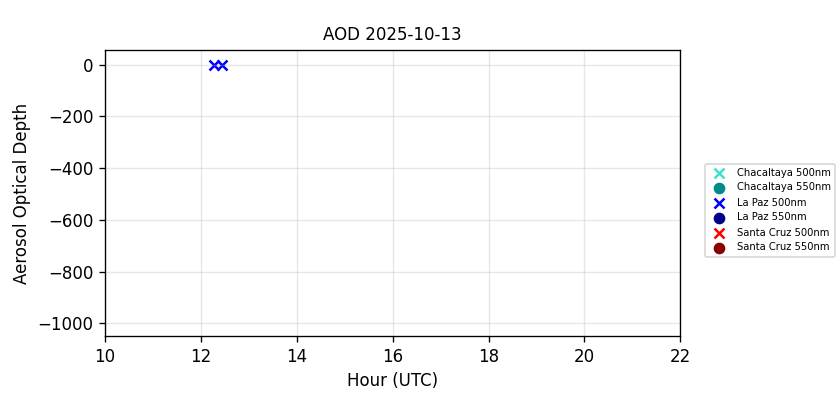 AOD 2025-10-13
Aerosol Optical Depth
0
−200
−400
−600
−800
−1000
10 12 14 16 18 20 22
Hour (UTC)
Chacaltaya 500nm
Chacaltaya 550nm
La Paz 500nm
La Paz 550nm
Santa Cruz 500nm
Santa Cruz 550nm